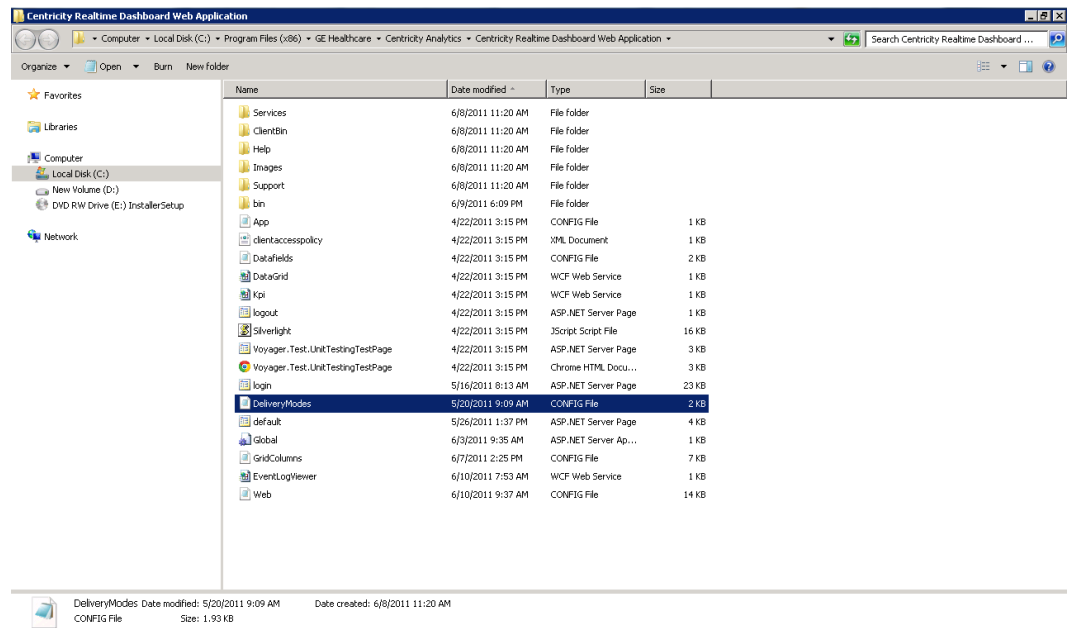 Centricity Realtime Dashboard Web Application
Computer Local Disk (C:) Program Files (x86) GE Healthcare Centricity Analytics Centricity Realtime Dashboard Web Application Search Centricity Realtime Dashboard ...
Organize Open Burn New folder
Favorites
Libraries
Computer
Local Disk (C:)
New Volume (D:)
DVD RW Drive (E:) InstallerSetup
Network
Name Date modified Type Size
Services 6/8/2011 11:20 AM File folder
ClientBin 6/8/2011 11:20 AM File folder
Help 6/8/2011 11:20 AM File folder
Images 6/8/2011 11:20 AM File folder
Support 6/8/2011 11:20 AM File folder
bin 6/9/2011 6:09 PM File folder
App 4/22/2011 3:15 PM CONFIG File 1 KB
clientaccesspolicy 4/22/2011 3:15 PM XML Document 1 KB
Datafields 4/22/2011 3:15 PM CONFIG File 2 KB
DataGrid 4/22/2011 3:15 PM WCF Web Service 1 KB
Kpi 4/22/2011 3:15 PM WCF Web Service 1 KB
logout 4/22/2011 3:15 PM ASP.NET Server Page 1 KB
Silverlight 4/22/2011 3:15 PM JScript Script File 16 KB
Voyager.Test.UnitTestingTestPage 4/22/2011 3:15 PM ASP.NET Server Page 3 KB
Voyager.Test.UnitTestingTestPage 4/22/2011 3:15 PM Chrome HTML Docu... 3 KB
login 5/16/2011 8:13 AM ASP.NET Server Page 23 KB
DeliveryModes 5/20/2011 9:09 AM CONFIG File 2 KB
default 5/26/2011 1:37 PM ASP.NET Server Page 4 KB
Global 6/3/2011 9:35 AM ASP.NET Server Ap... 1 KB
GridColumns 6/7/2011 2:25 PM CONFIG File 7 KB
EventLogViewer 6/10/2011 7:53 AM WCF Web Service 1 KB
Web 6/10/2011 9:37 AM CONFIG File 14 KB
DeliveryModes Date modified: 5/20/2011 9:09 AM Date created: 6/8/2011 11:20 AM
CONFIG File Size: 1.93 KB